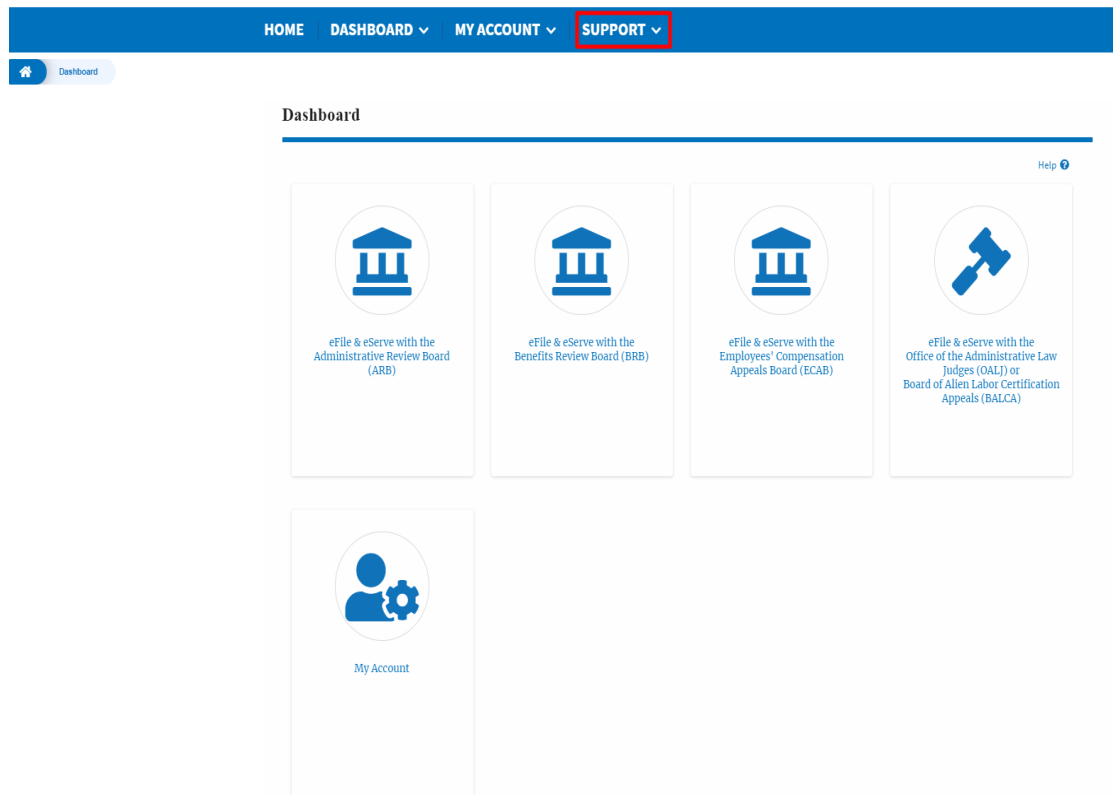 HOME DASHBOARD MY ACCOUNT SUPPORT
Dashboard
Dashboard
Help
eFile & eServe with the
Administrative Review Board
(ARB)
eFile & eServe with the
Benefits Review Board (BRB)
eFile & eServe with the
Employees' Compensation
Appeals Board (ECAB)
eFile & eServe with the
Office of the Administrative Law
Judges (OALJ) or
Board of Alien Labor Certification
Appeals (BALCA)
My Account